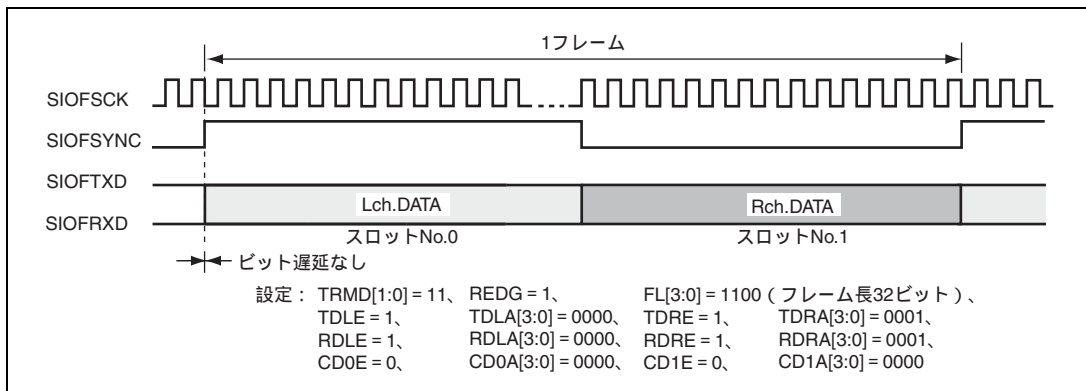 1フレーム
SIOFSCK
SIOFSYNC
SIOFTXD
SIOFRXD
Lch.DATA
Rch.DATA
スロットNo.0
スロットNo.1
ビット遅延なし
設定： TRMD[1:0] = 11、 REDG = 1、 FL[3:0] = 1100（フレーム長32ビット）、
TDLE = 1、 TDLA[3:0] = 0000、 TDRE = 1、 TDRA[3:0] = 0001、
RDLE = 1、 RDLA[3:0] = 0000、 RDRE = 1、 RDRA[3:0] = 0001、
CD0E = 0、 CD0A[3:0] = 0000、 CD1E = 0、 CD1A[3:0] = 0000